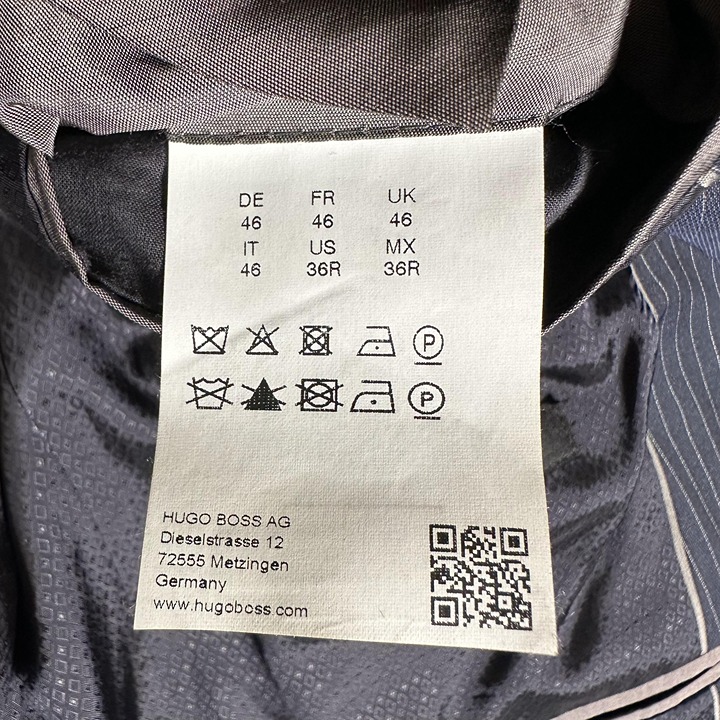 DE FR UK
46 46 46
IT US MX
46 36R 36R
P
P
HUGO BOSS AG
Dieselstrasse 12
72555 Metzingen
Germany
www.hugoboss.com